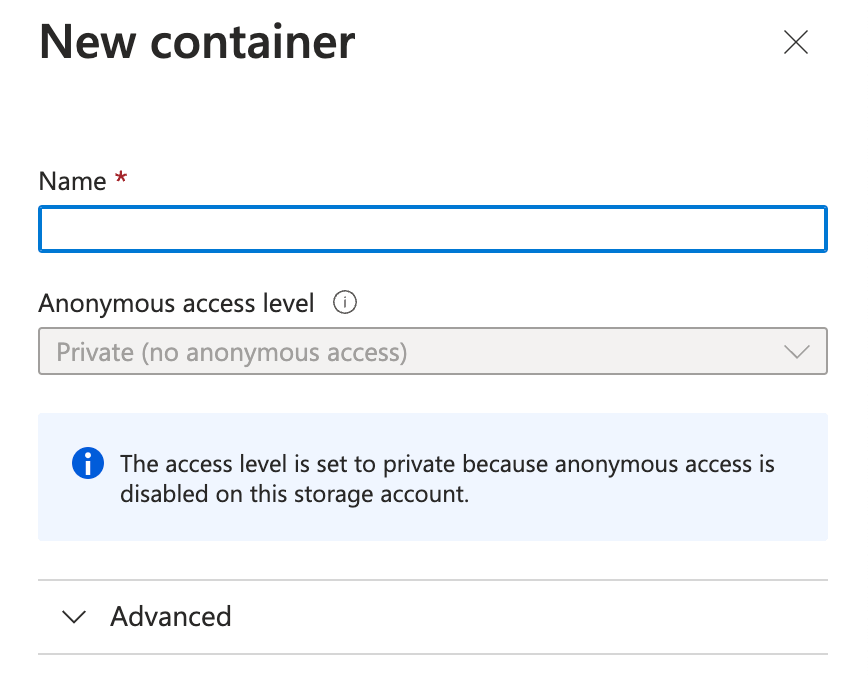 New container
Name *
Anonymous access level
Private (no anonymous access)
The access level is set to private because anonymous access is
disabled on this storage account.
Advanced